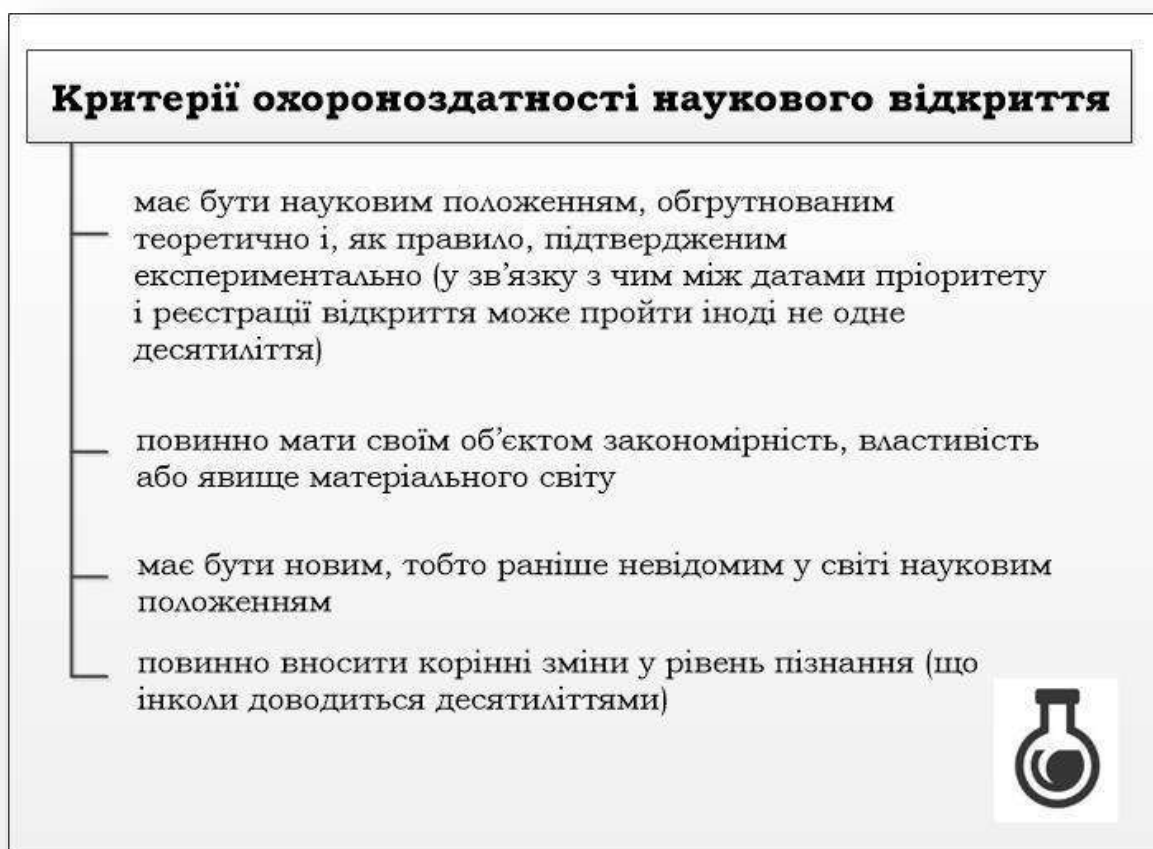 Критерії охороноздатності наукового відкриття
має бути науковим положенням, обгрутнованим
теоретично і, як правило, підтвердженим
експериментально (у зв’язку з чим між датами пріоритету
і реєстрації відкриття може пройти іноді не одне
десятиліття)
повинно мати своїм об’єктом закономірність, властивість
або явище матеріального світу
має бути новим, тобто раніше невідомим у світі науковим
положенням
повинно вносити корінні зміни у рівень пізнання (що
інколи доводиться десятиліттями)